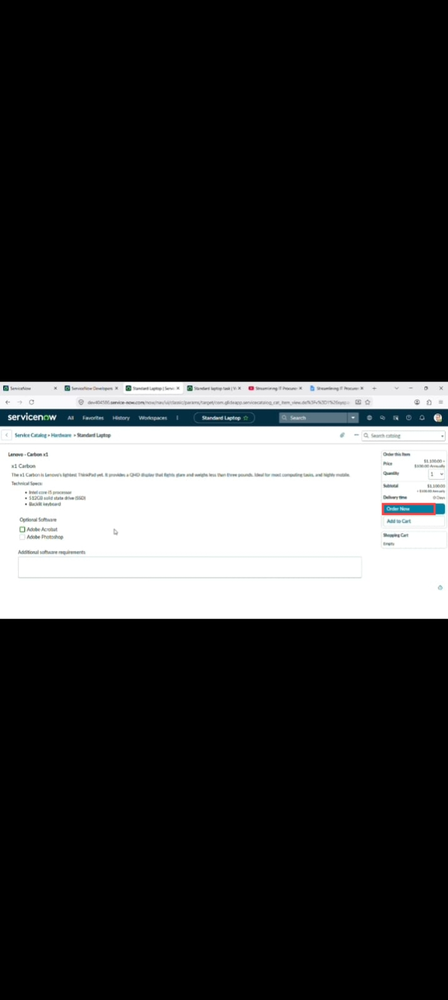 ServiceNow
ServiceNow Developers
Standard Laptop | Servi
Standard laptop task | Vi
Streamlining IT Procure
Streamlining IT Procure
servicenow
All
Favorites
History
Workspaces
Standard Laptop
Search
Service Catalog
Hardware
Standard Laptop
Search catalog
Lenovo - Carbon x1
x1 Carbon
The x1 Carbon is Lenovo's lightest ThinkPad yet. It provides a QHD display that fights glare and weighs less than three pounds. Ideal for most computing tasks, and highly mobile.
Technical Specs:
Intel core i5 processor
512GB solid state drive (SSD)
Backlit keyboard
Optional Software
Adobe Acrobat
Adobe Photoshop
Additional software requirements
Order this Item
Price
$1,100.00 +
$100.00 Annually
Quantity
1
Subtotal
$1,100.00
+ $100.00 Annually
Delivery time
0 Days
Order Now
Add to Cart
Shopping Cart
Empty